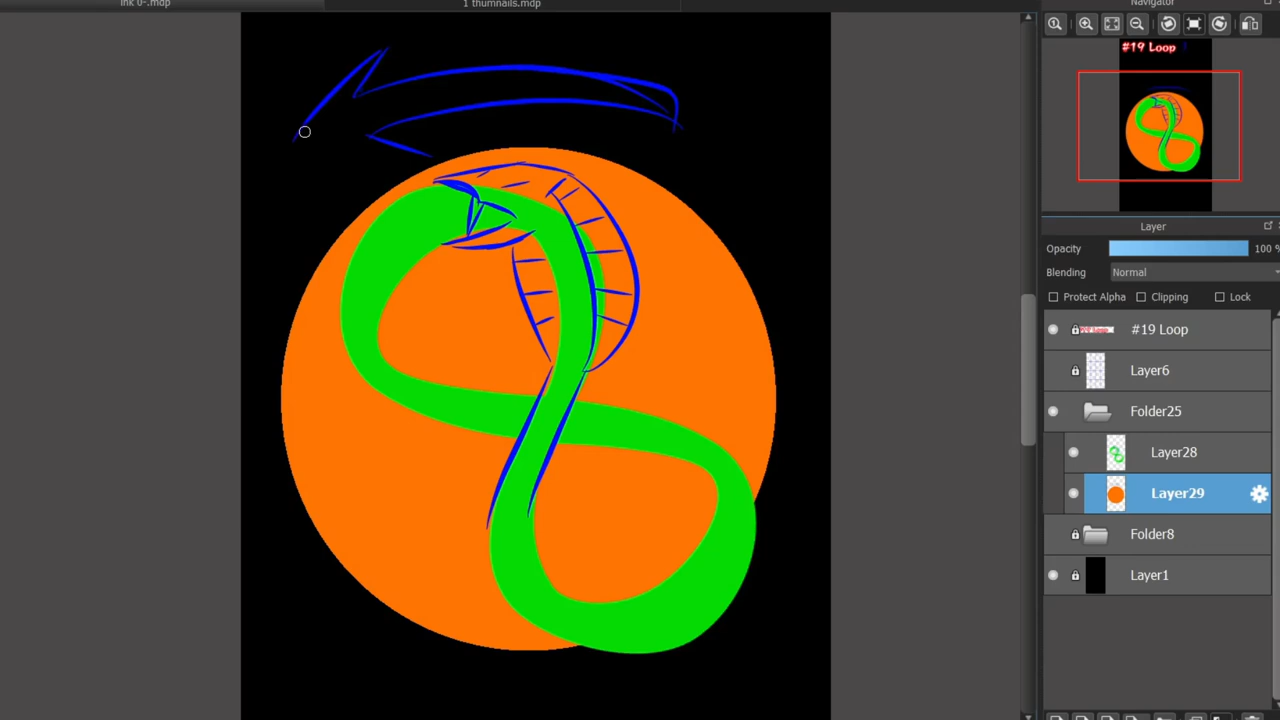 ink 0-.mdp
1 thumnails.mdp
Navigator
#19 Loop
Layer
Opacity 100 %
Blending Normal
Protect Alpha Clipping Lock
#19 Loop
Layer6
Folder25
Layer28
Layer29
Folder8
Layer1